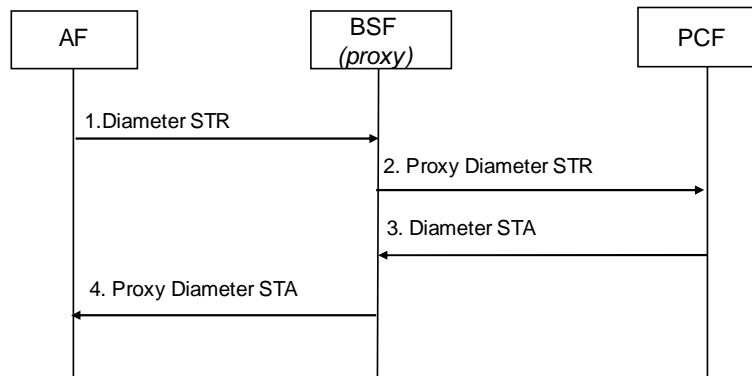 AF
BSF
(proxy)
PCF
1.Diameter STR
2. Proxy Diameter STR
3. Diameter STA
4. Proxy Diameter STA